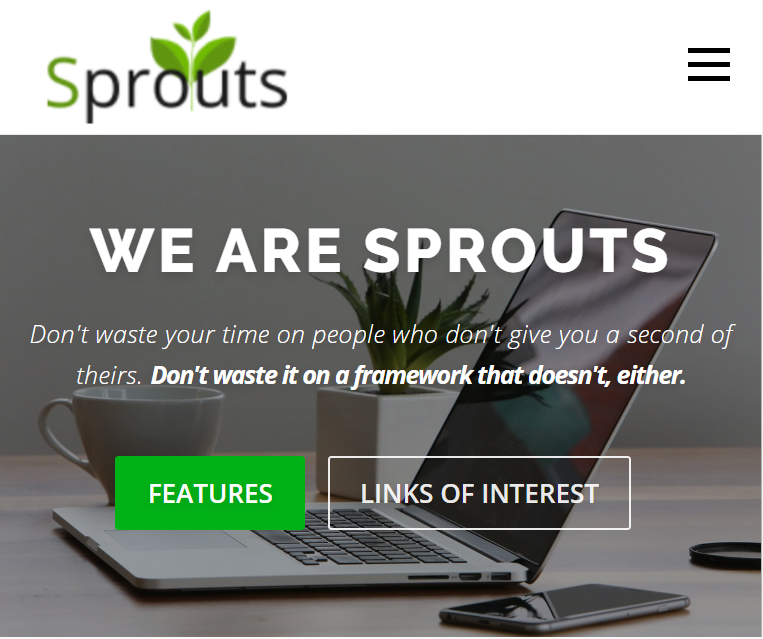 Sprouts
WE ARE SPROUTS
Don't waste your time on people who don't give you a second of
theirs. Don't waste it on a framework that doesn't, either.
FEATURES
LINKS OF INTEREST